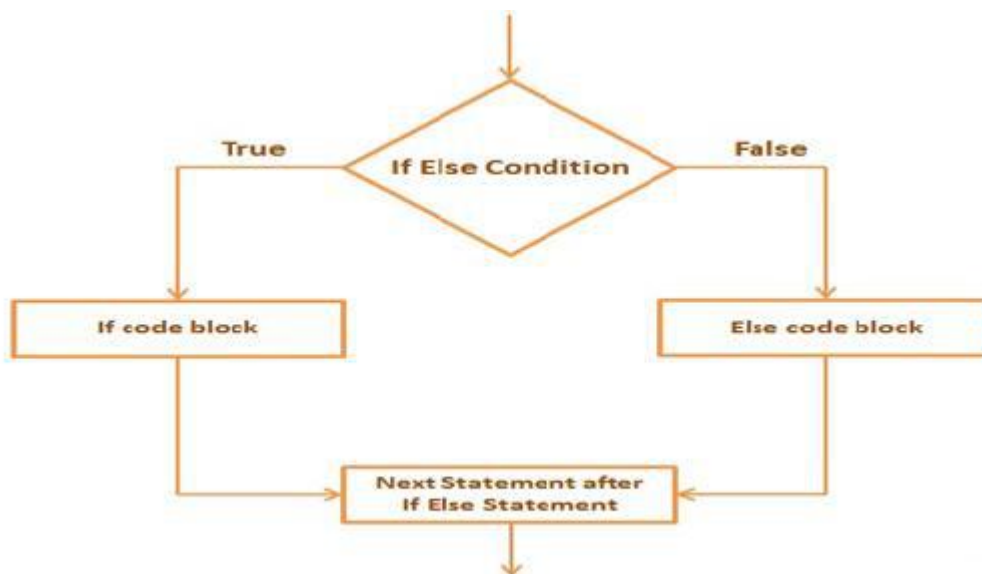 True
False
If Else Condition
If code block
Else code block
Next Statement after
If Else Statement